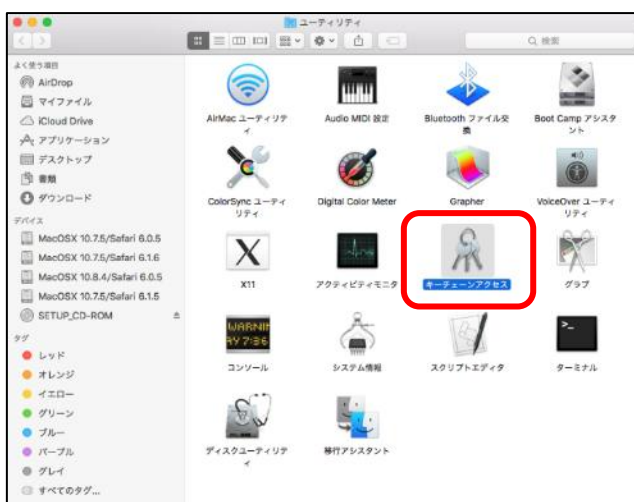 ユーティリティ
検索
よく使う項目
AirDrop
マイファイル
iCloud Drive
アプリケーション
デスクトップ
書類
ダウンロード
デバイス
MacOSX 10.7.5/Safari 6.0.5
MacOSX 10.7.5/Safari 6.1.6
MacOSX 10.8.4/Safari 6.0.5
MacOSX 10.7.5/Safari 6.1.5
SETUP_CD-ROM
タグ
レッド
オレンジ
イエロー
グリーン
ブルー
パープル
グレイ
すべてのタグ...
AirMac ユーティリテ
ィ
Audio MIDI 設定
Bluetooth ファイル交
換
Boot Camp アシスタ
ント
ColorSync ユーティ
リティ
Digital Color Meter
Grapher
VoiceOver ユーティ
リティ
X11
アクティビティモニタ
キーチェーンアクセス
グラブ
WARNIN
AY 7:36
コンソール
システム情報
スクリプトエディタ
>_
ターミナル
ディスクユーティリテ
ィ
移行アシスタント